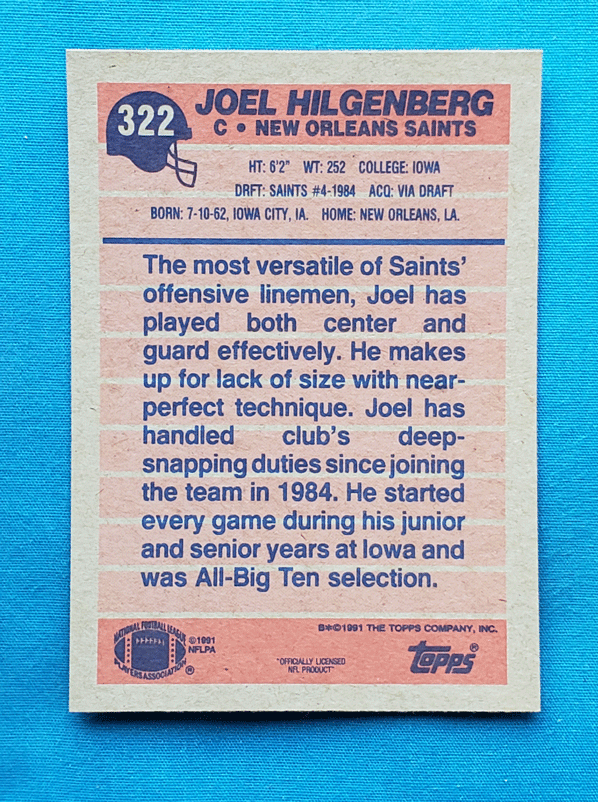 322
JOEL HILGENBERG
C • NEW ORLEANS SAINTS
HT: 6'2" WT: 252 COLLEGE: IOWA
DRFT: SAINTS #4-1984 ACQ: VIA DRAFT
BORN: 7-10-62, IOWA CITY, IA. HOME: NEW ORLEANS, LA.
The most versatile of Saints'
offensive linemen, Joel has
played both center and
guard effectively. He makes
up for lack of size with near-
perfect technique. Joel has
handled club's deep-
snapping duties since joining
the team in 1984. He started
every game during his junior
and senior years at Iowa and
was All-Big Ten selection.
NATIONAL FOOTBALL LEAGUE
PLAYERS ASSOCIATION ®
©1991
NFLPA
"OFFICIALLY LICENSED
NFL PRODUCT"
B*©1991 THE TOPPS COMPANY, INC.
topps®